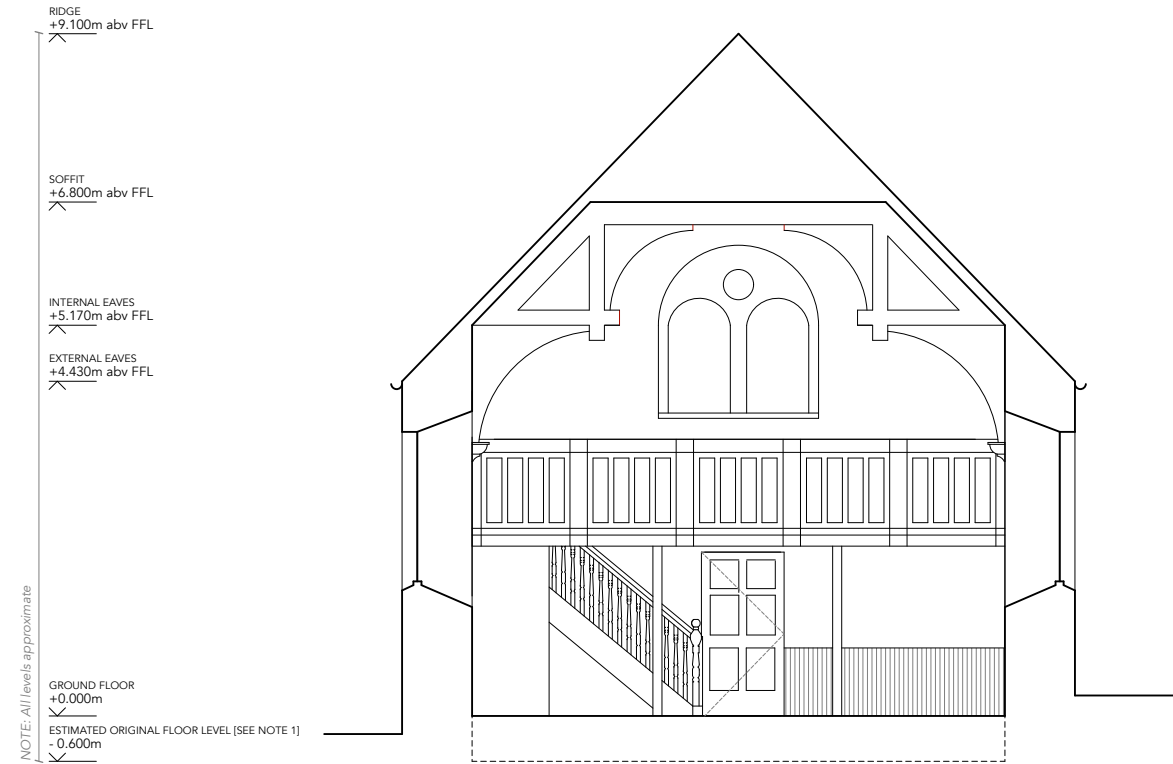 RIDGE
+9.100m abv FFL
SOFFIT
+6.800m abv FFL
INTERNAL EAVES
+5.170m abv FFL
EXTERNAL EAVES
+4.430m abv FFL
GROUND FLOOR
+0.000m
ESTIMATED ORIGINAL FLOOR LEVEL [SEE NOTE 1]
- 0.600m
NOTE: All levels approximate